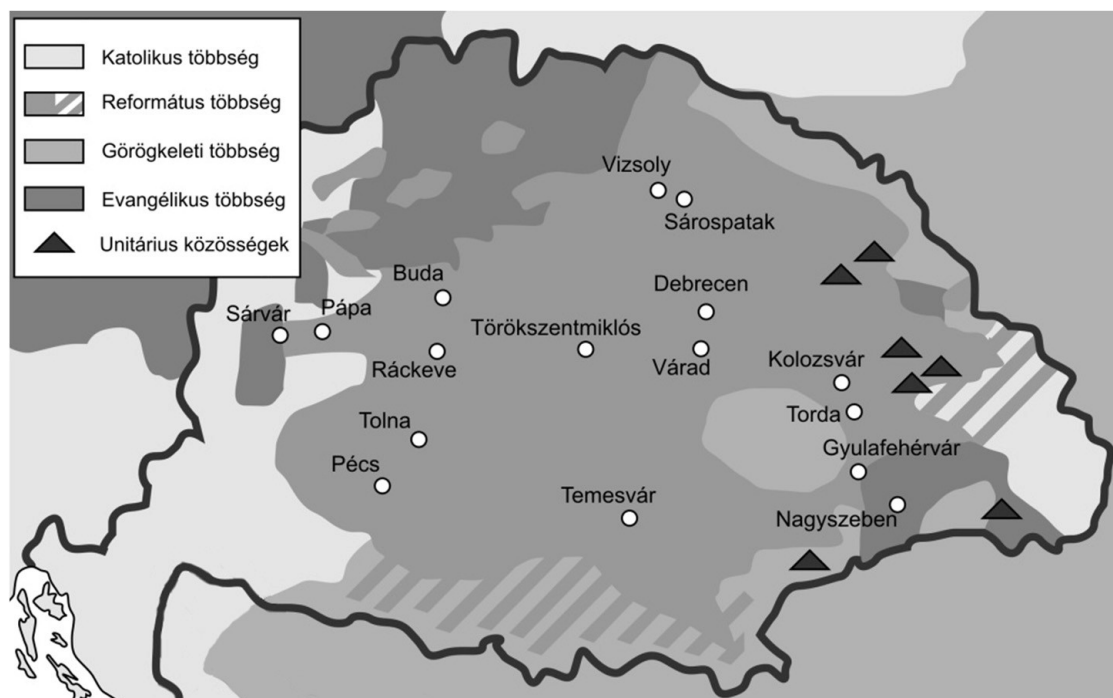 Katolikus többség
Református többség
Görögkeleti többség
Evangélikus többség
Unitárius közösségek
Vizsoly
Sárospatak
Buda
Debrecen
Sárvár
Pápa
Törökszentmiklós
Ráckeve
Várad
Kolozsvár
Tolna
Torda
Pécs
Gyulafehérvár
Temesvár
Nagyszeben